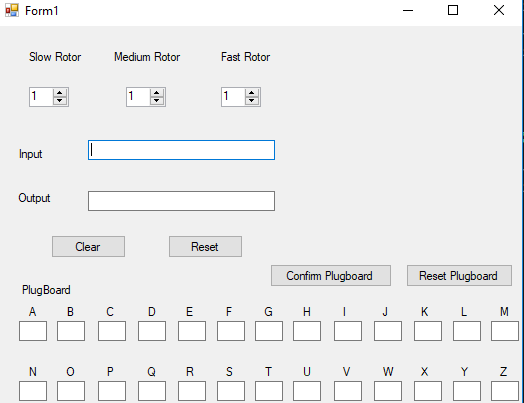 Form1
Slow Rotor Medium Rotor Fast Rotor
1 1 1
Input
Output
Clear Reset
Confirm Plugboard Reset Plugboard
PlugBoard
A B C D E F G H I J K L M
N O P Q R S T U V W X Y Z